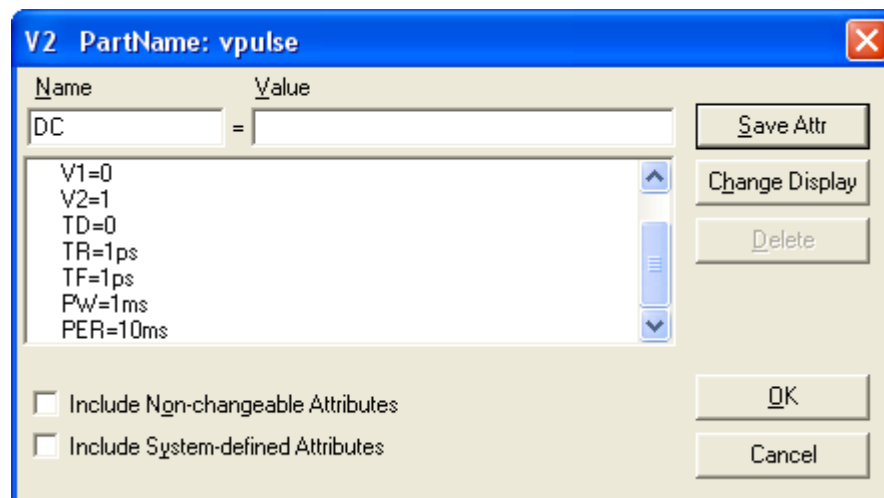 V2 PartName: vpulse
Name Value
DC =
Save Attr
V1=0
V2=1
TD=0
TR=1ps
TF=1ps
PW=1ms
PER=10ms
Change Display
Delete
Include Non-changeable Attributes
Include System-defined Attributes
OK
Cancel